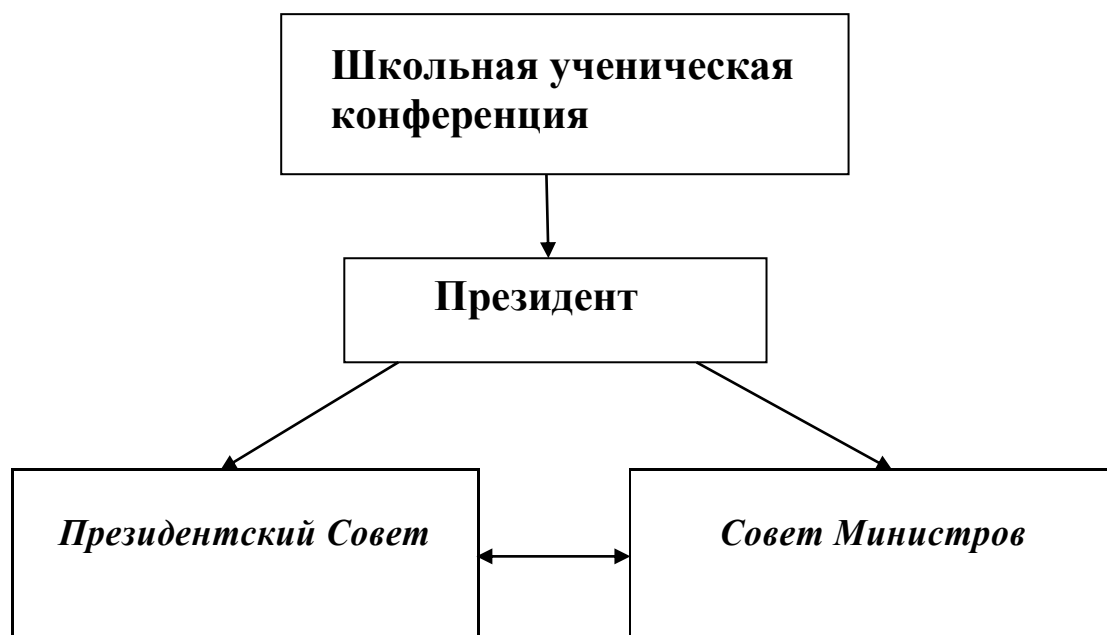 Школьная ученическая
конференция
Президент
Президентский Совет
Совет Министров